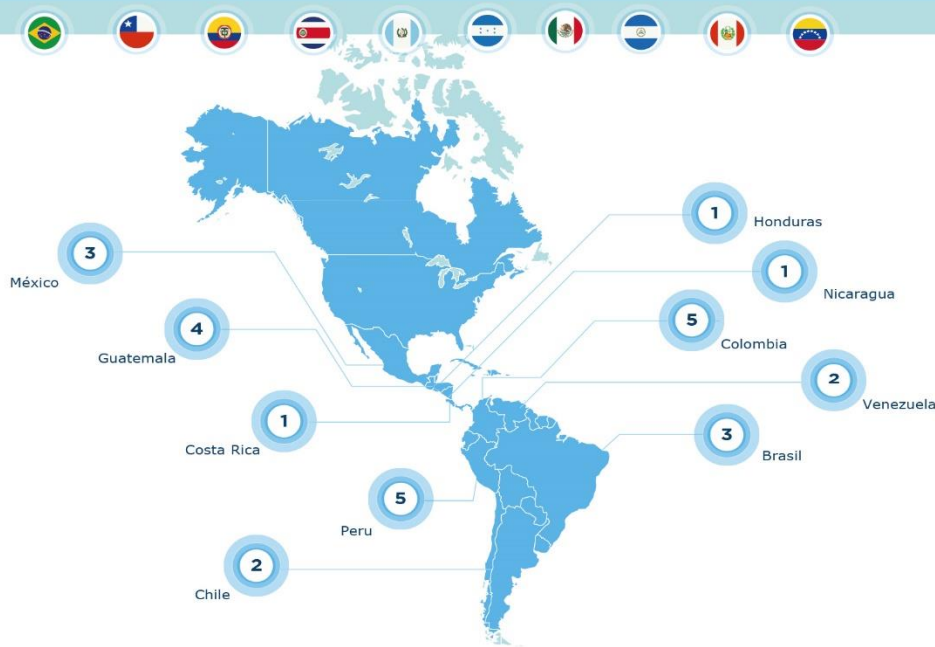 1
Honduras
3
México
1
Nicaragua
4
Guatemala
5
Colombia
2
Venezuela
1
Costa Rica
3
Brasil
5
Peru
2
Chile